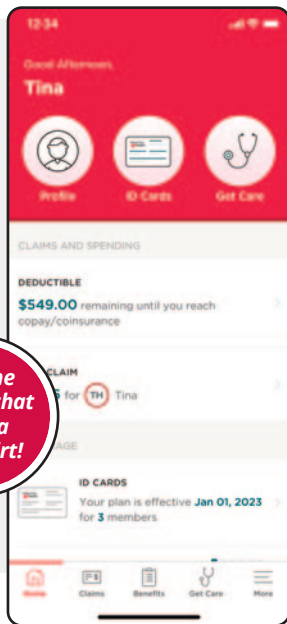 12:34
Good Afternoon,
Tina
Profile
ID Cards
Get Care
CLAIMS AND SPENDING
DEDUCTIBLE
$549.00 remaining until you reach
copay/coinsurance
CLAIM
for TH Tina
that
a
ID CARDS
Your plan is effective Jan 01, 2023
for 3 members
Home
Claims
Benefits
Get Care
More